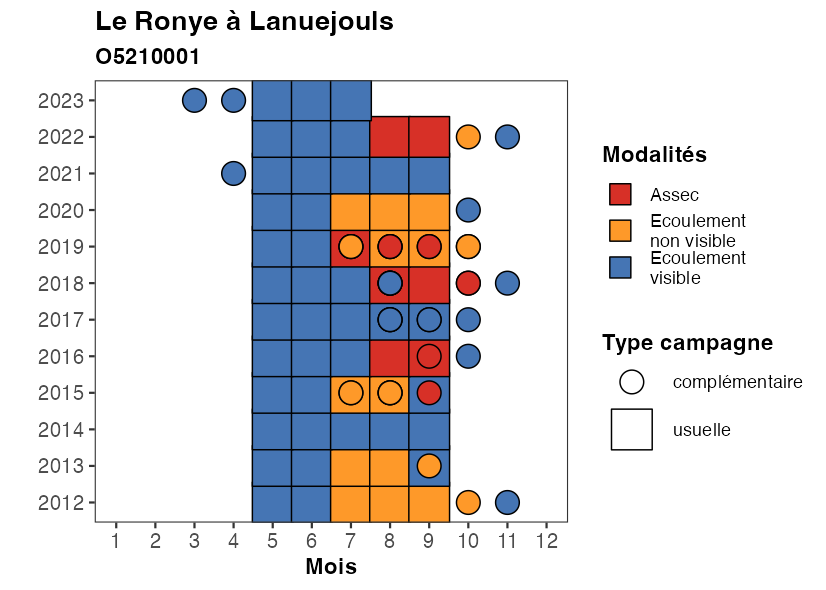 Le Ronye à Lanuejouls
O5210001
2023
2022
2021
2020
2019
2018
2017
2016
2015
2014
2013
2012
1 2 3 4 5 6 7 8 9 10 11 12
Mois
Modalités
Assec
Ecoulement
non visible
Ecoulement
visible
Type campagne
complémentaire
usuelle